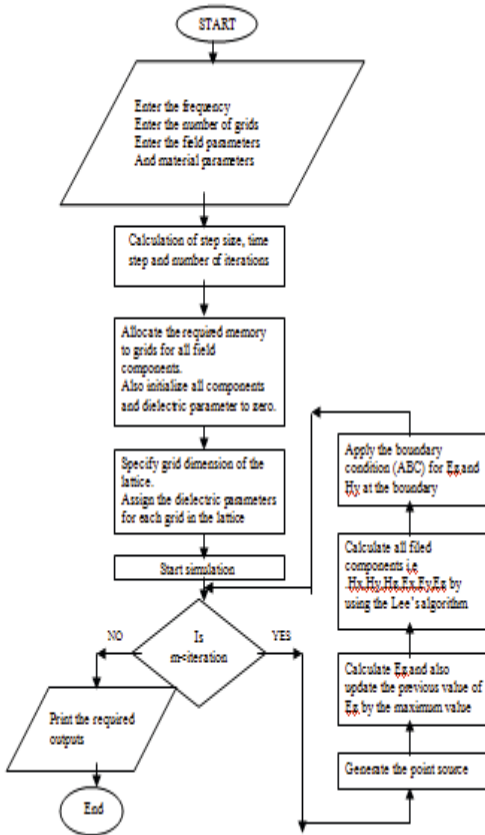 START
Enter the frequency
Enter the number of grids
Enter the field parameters
And material parameters
Calculation of step size, time
step and number of iterations
Allocate the required memory
to grids for all field
components.
Also initialize all components
and dielectric parameter to zero.
Specify grid dimension of the
lattice.
Assign the dielectric parameters
for each grid in the lattice
Start simulation
NO
Is
m<iteration
YES
Print the required
outputs
End
Apply the boundary
condition (ABC) for Eg and
Hy at the boundary
Calculate all filed
components i.e
Hx,Hy,Hg,Ex,Ey,Eg by
using the Lee's algorithm
Calculate Eg and also
update the previous value of
Eg by the maximum value
Generate the point source